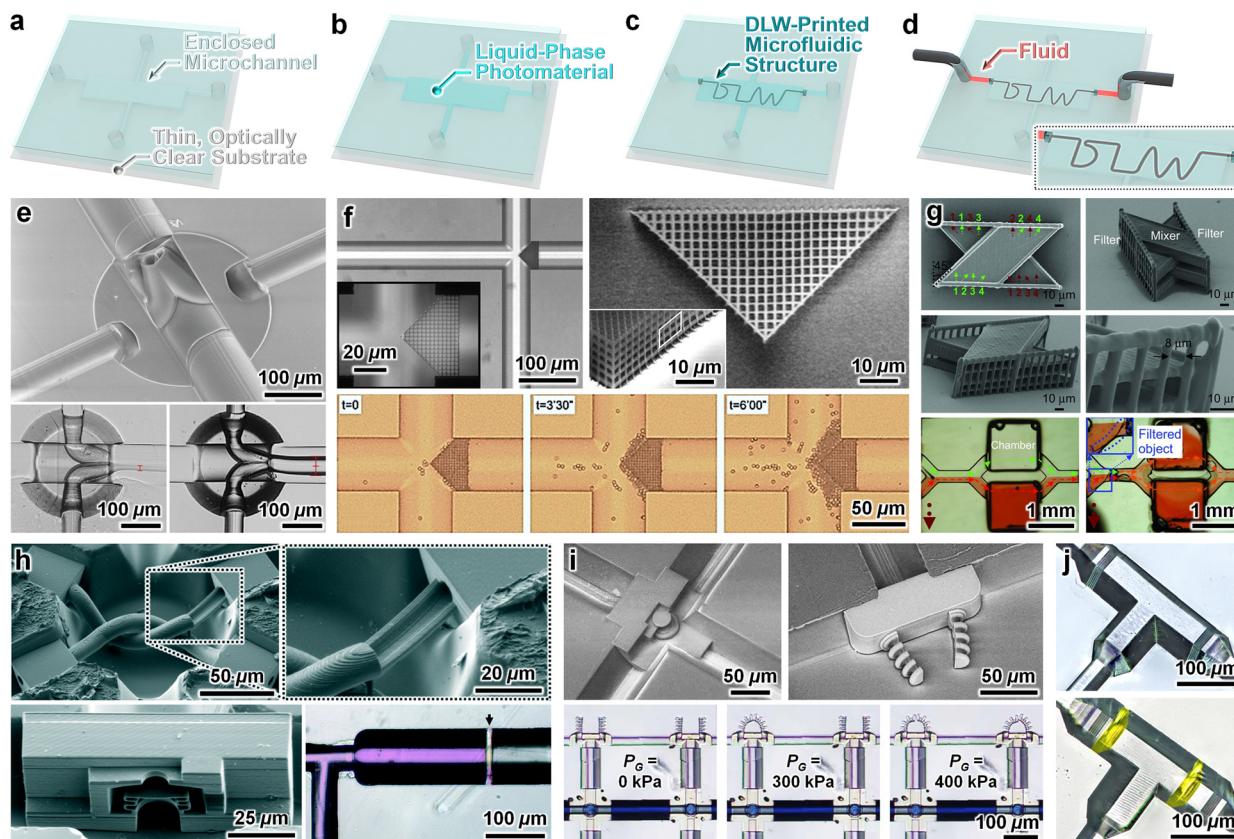 a
Enclosed
Microchannel
Thin, Optically
Clear Substrate
b
Liquid-Phase
Photomaterial
c
DLW-Printed
Microfluidic
Structure
d
Fluid
e
100 µm
100 µm
100 µm
f
20 µm
100 µm
10 µm
10 µm
t=0
t=3'30"
t=6'00"
50 µm
g
1 3
2 4
1 2 3 4
1 2 3 4
10 µm
Filter
Mixer
Filter
10 µm
10 µm
8 µm
10 µm
Chamber
1 mm
Filtered
object
1 mm
h
50 µm
20 µm
25 µm
100 µm
i
50 µm
50 µm
PG =
0 kPa
PG =
300 kPa
PG =
400 kPa
100 µm
j
100 µm